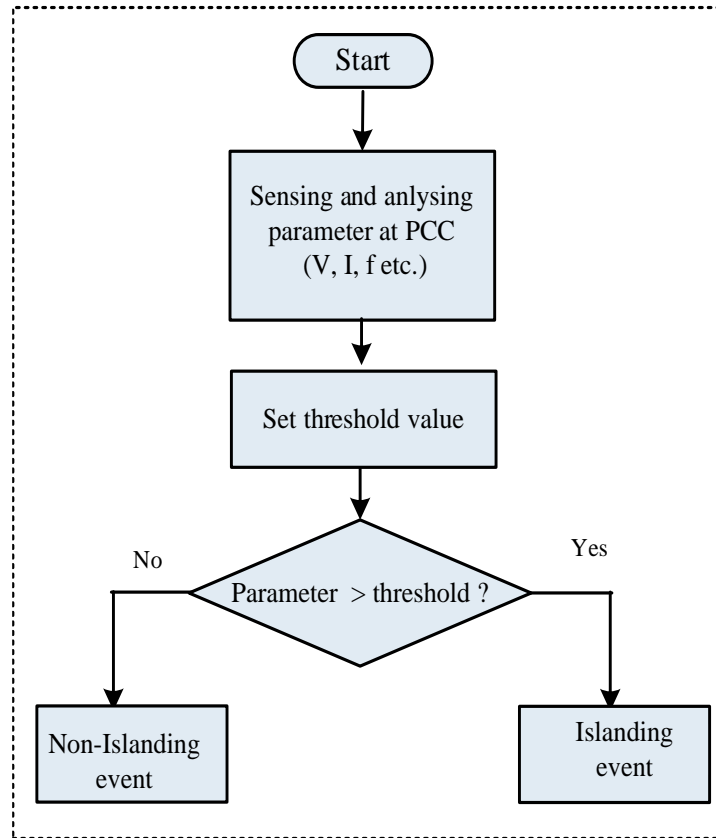 Start
Sensing and anlysing
parameter at PCC
(V, I, f etc.)
Set threshold value
No
Yes
Parameter > threshold ?
Non-Islanding
event
Islanding
event